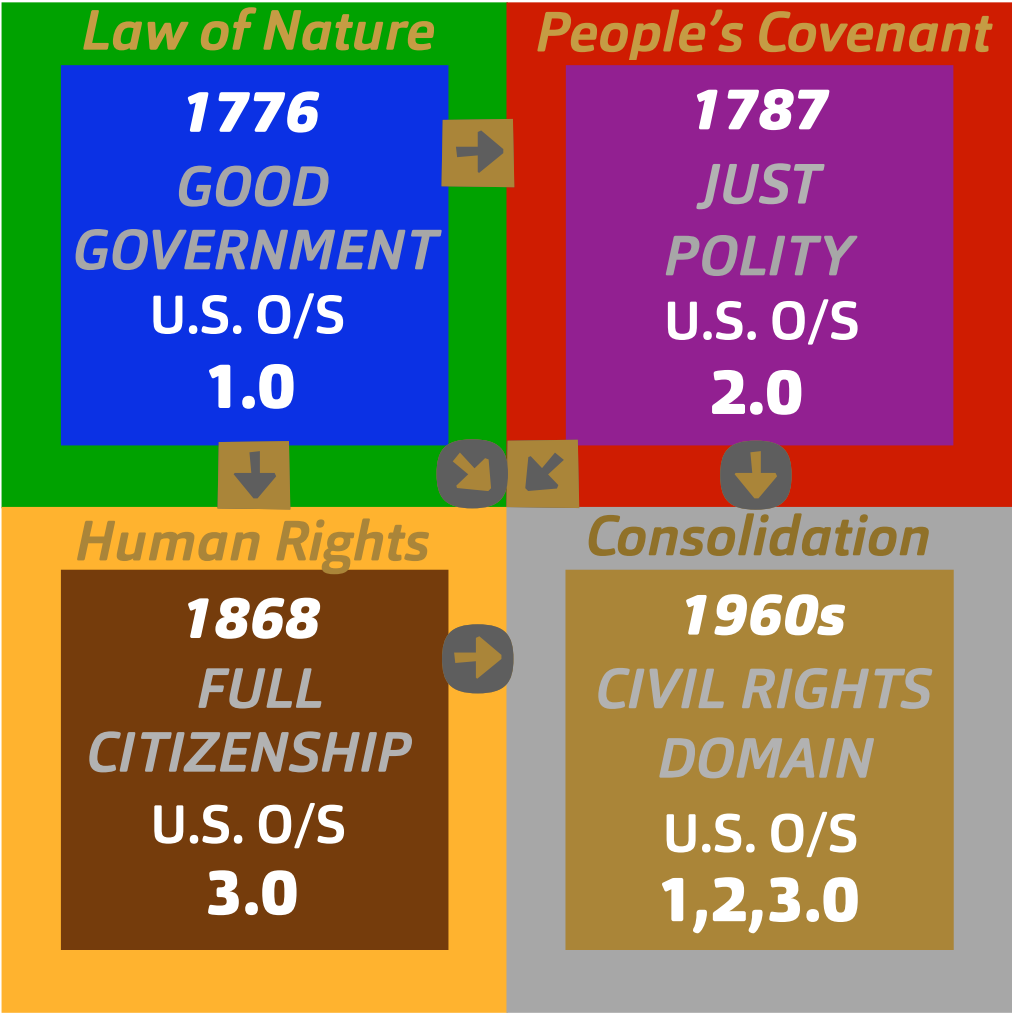 Law of Nature
1776
GOOD
GOVERNMENT
U.S. O/S
1.0
People’s Covenant
1787
JUST
POLITY
U.S. O/S
2.0
Human Rights
1868
FULL
CITIZENSHIP
U.S. O/S
3.0
Consolidation
1960s
CIVIL RIGHTS
DOMAIN
U.S. O/S
1,2,3.0